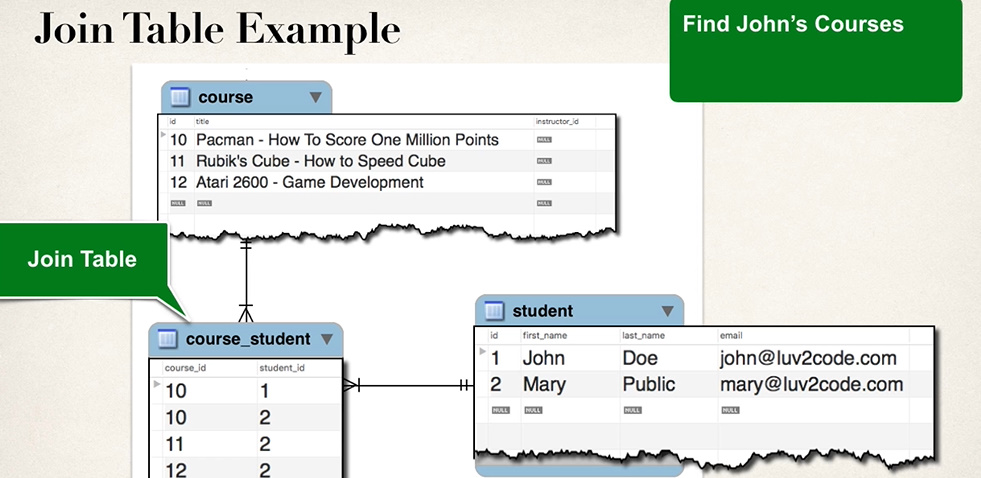 Join Table Example
Find John's Courses
course
id title instructor_id
10 Pacman - How To Score One Million Points NULL
11 Rubik's Cube - How to Speed Cube NULL
12 Atari 2600 - Game Development NULL
NULL NULL NULL
Join Table
student
id first_name last_name email
1 John Doe john@luv2code.com
2 Mary Public mary@luv2code.com
NULL NULL NULL NULL
course_student
course_id student_id
10 1
10 2
11 2
12 2